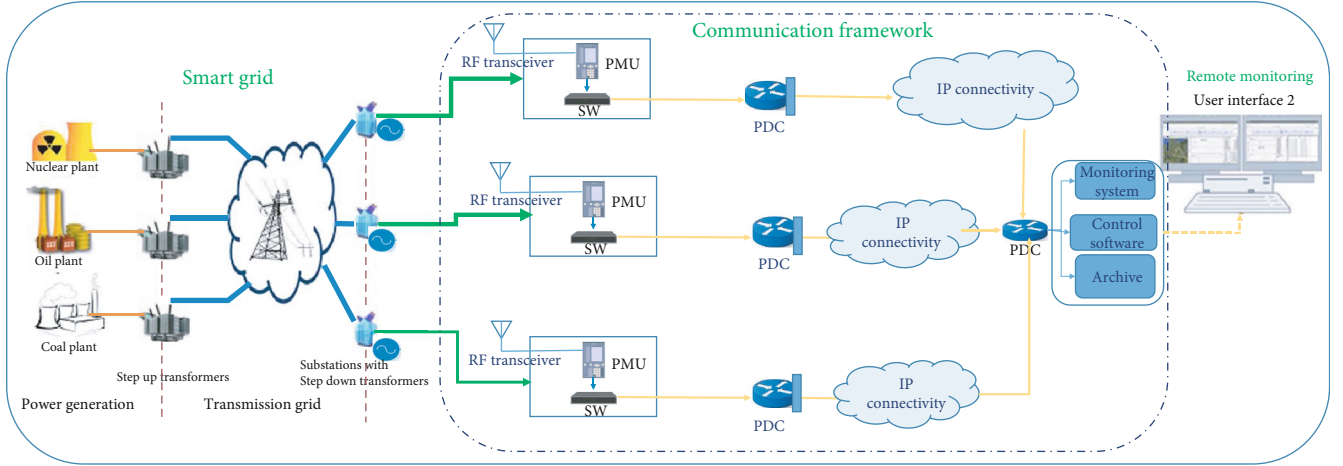 Communication framework
Smart grid
RF transceiver
PMU
SW
PDC
IP connectivity
Remote monitoring
User interface 2
Nuclear plant
RF transceiver
PMU
SW
PDC
IP
connectivity
PDC
Monitoring
system
Control
software
Archive
Oil plant
Coal plant
RF transceiver
PMU
SW
PDC
IP
connectivity
Step up transformers
Substations with
Step down transformers
Power generation
Transmission grid